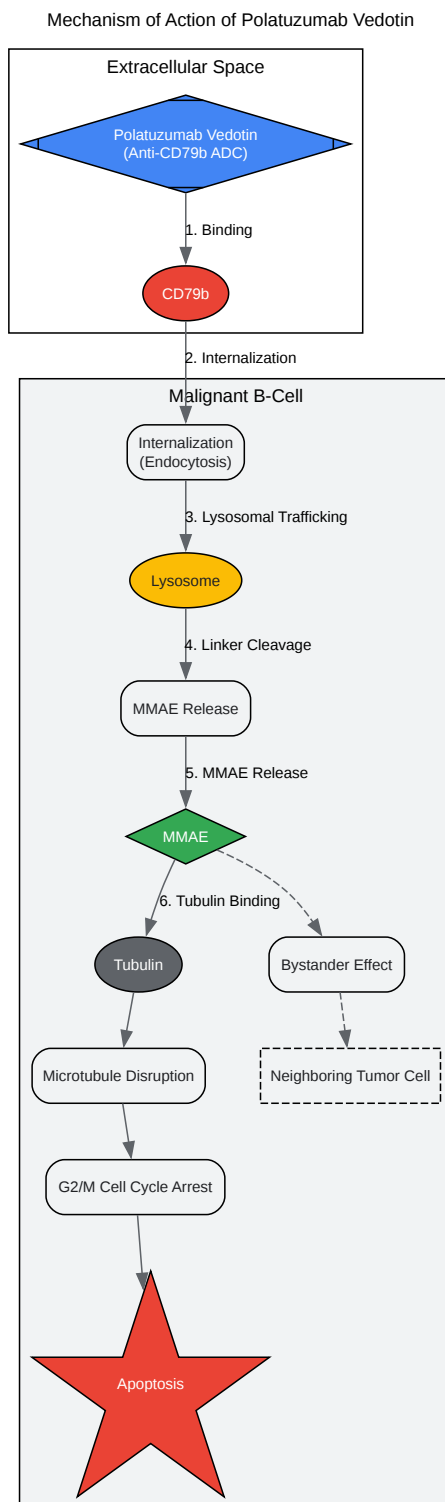 Mechanism of Action of Polatuzumab Vedotin
Extracellular Space
Polatuzumab Vedotin
(Anti-CD79b ADC)
1. Binding
CD79b
2. Internalization
Malignant B-Cell
Internalization
(Endocytosis)
3. Lysosomal Trafficking
Lysosome
4. Linker Cleavage
MMAE Release
5. MMAE Release
MMAE
6. Tubulin Binding
Tubulin
Bystander Effect
Microtubule Disruption
Neighboring Tumor Cell
G2/M Cell Cycle Arrest
Apoptosis